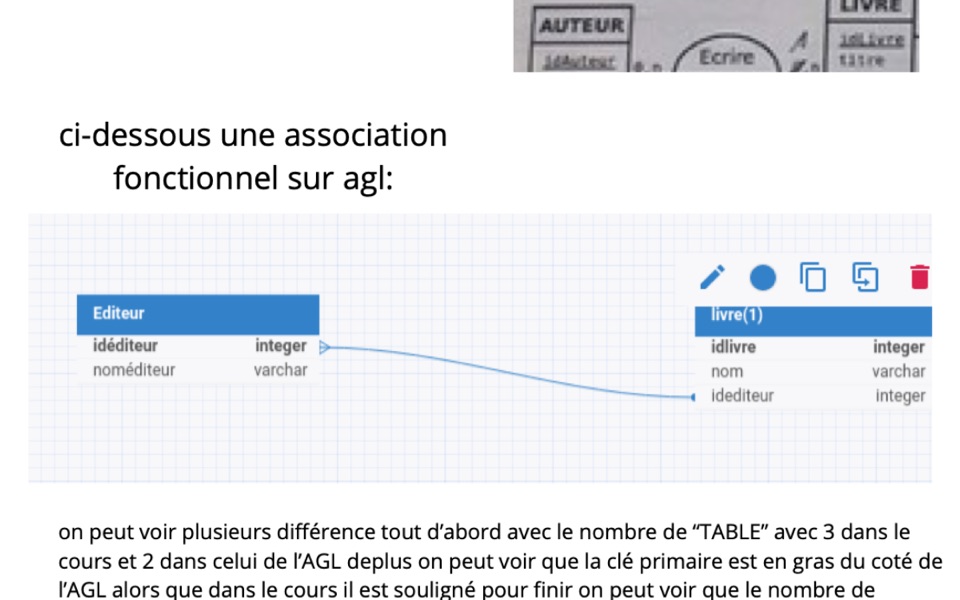 AUTEUR
LIVRE
idAuteur
Ecrire
idLivre
titre
ci-dessous une association
fonctionnel sur agl:
Editeur
idéditeur integer
noméditeur varchar
livre(1)
idlivre integer
nom varchar
idediteur integer
on peut voir plusieurs différence tout d’abord avec le nombre de “TABLE” avec 3 dans le
cours et 2 dans celui de l’AGL deplus on peut voir que la clé primaire est en gras du coté de
l’AGL alors que dans le cours il est souligné pour finir on peut voir que le nombre de